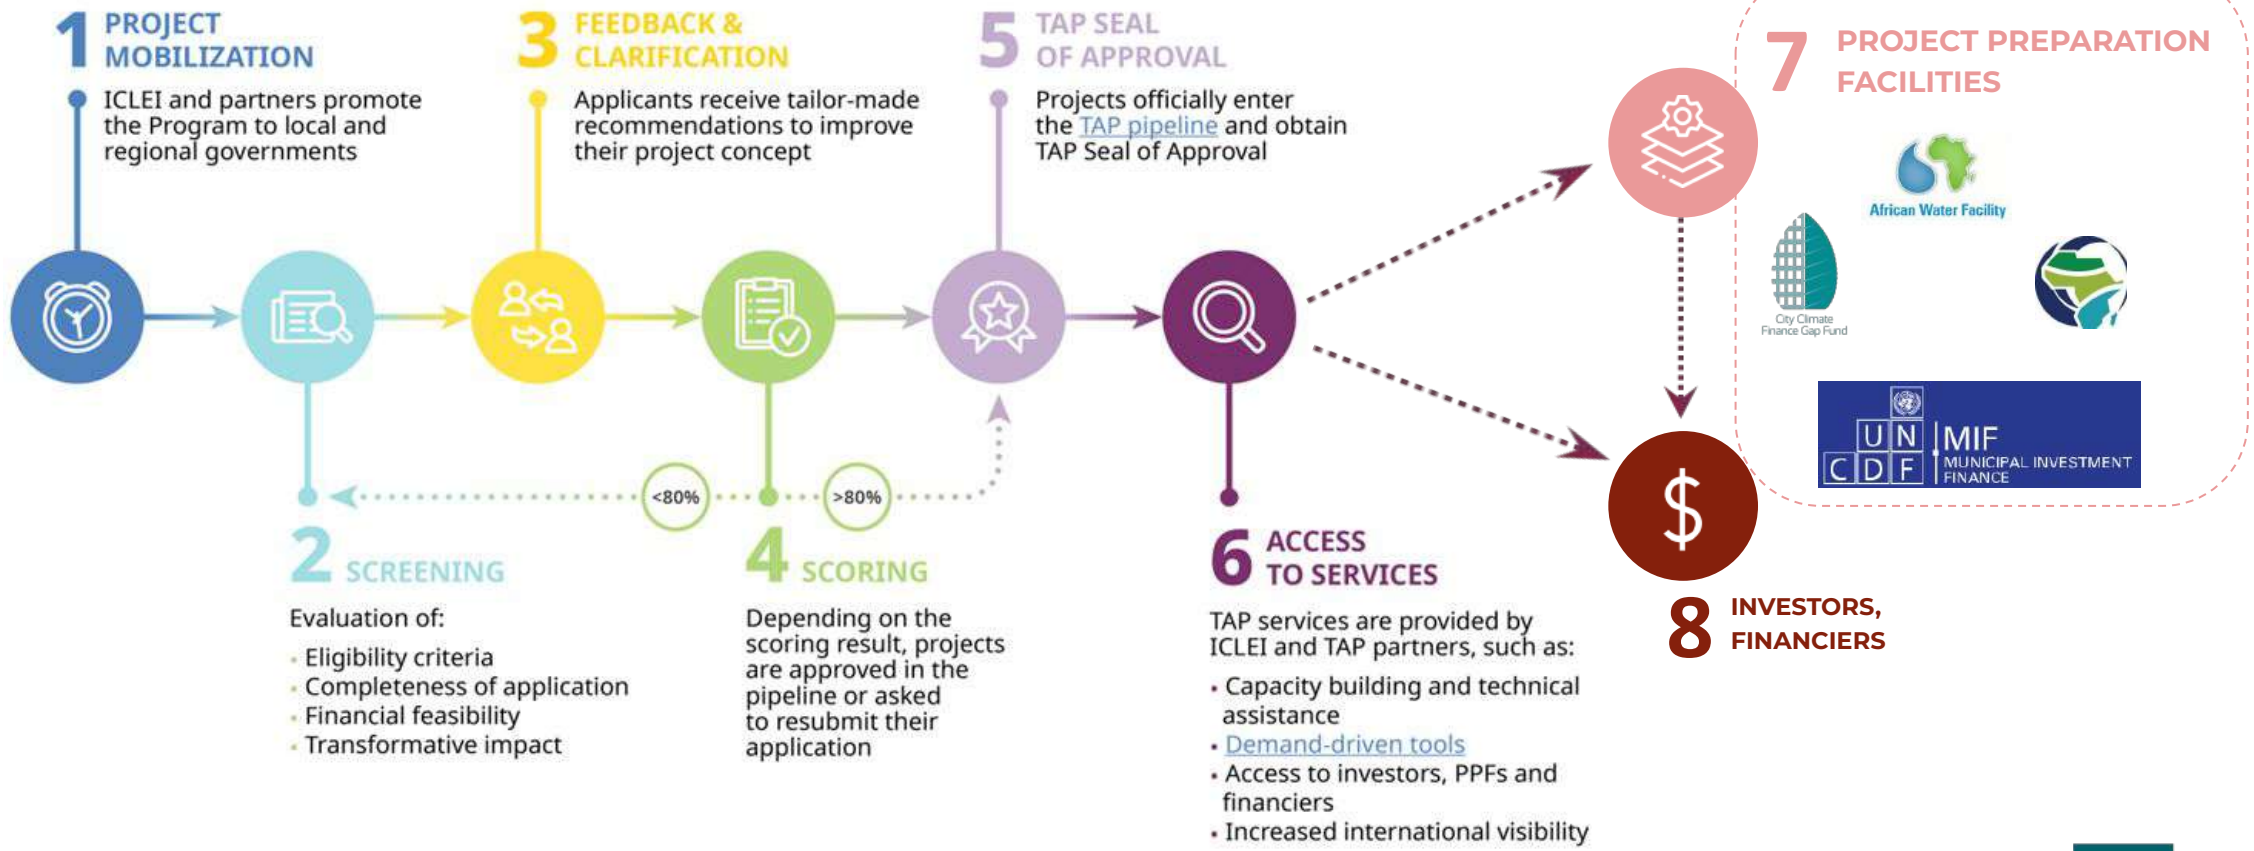 1 PROJECT
MOBILIZATION
ICLEI and partners promote
the Program to local and
regional governments
2 SCREENING
Evaluation of:
• Eligibility criteria
• Completeness of application
• Financial feasibility
• Transformative impact
3 FEEDBACK &
CLARIFICATION
Applicants receive tailor-made
recommendations to improve
their project concept
<80%
>80%
4 SCORING
Depending on the
scoring result, projects
are approved in the
pipeline or asked
to resubmit their
application
5 TAP SEAL
OF APPROVAL
Projects officially enter
the TAP pipeline and obtain
TAP Seal of Approval
6 ACCESS
TO SERVICES
TAP services are provided by
ICLEI and TAP partners, such as:
• Capacity building and technical
assistance
• Demand-driven tools
• Access to investors, PPFs and
financiers
• Increased international visibility
7 PROJECT PREPARATION
FACILITIES
African Water Facility
City Climate
Finance Gap Fund
UN
CDF
MIF
MUNICIPAL INVESTMENT
FINANCE
$
8 INVESTORS,
FINANCIERS